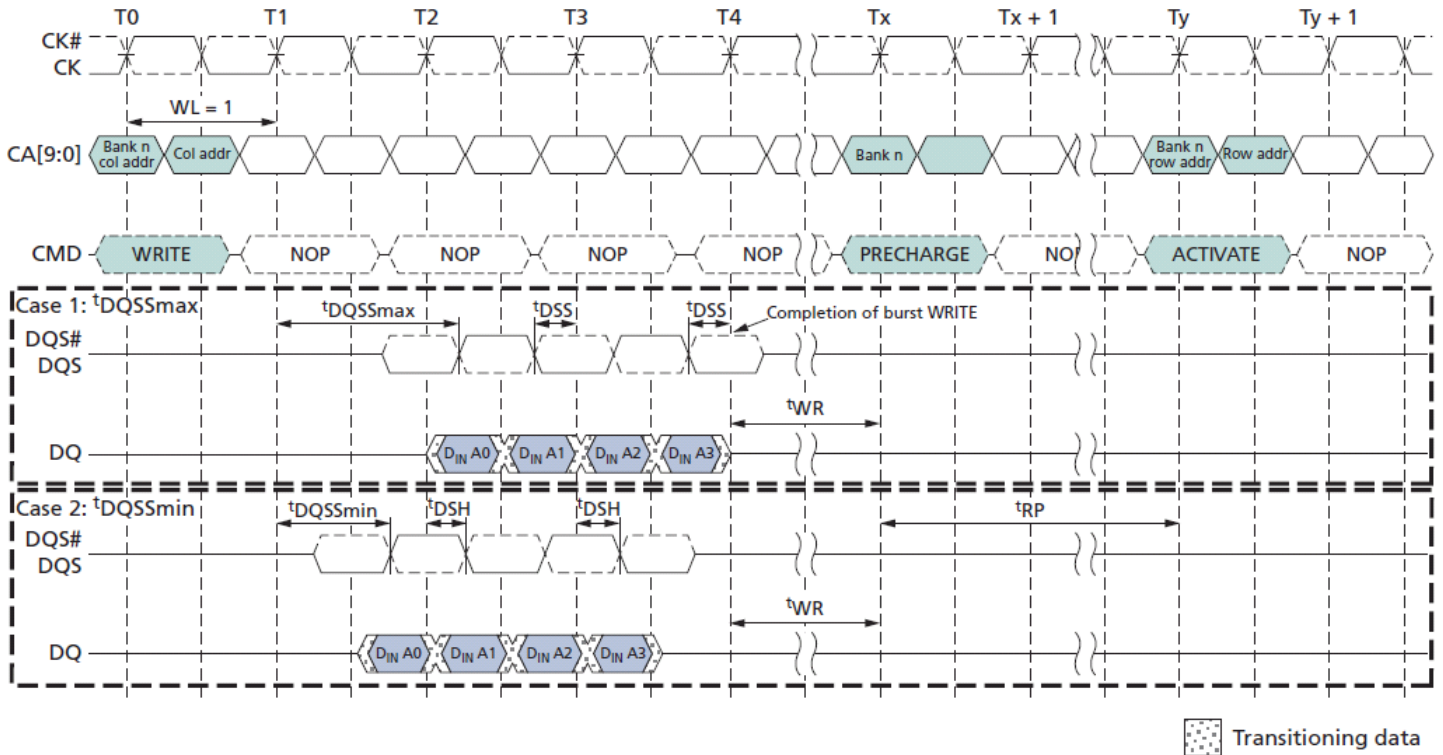 T0 T1 T2 T3 T4 Tx Tx + 1 Ty Ty + 1
CK#
CK
WL = 1
CA[9:0] Bank n col addr Col addr Bank n Bank n row addr Row addr
CMD WRITE NOP NOP NOP NOP PRECHARGE NOP ACTIVATE NOP
Case 1: tDQSSmax
tDQSSmax tDSS tDSS Completion of burst WRITE
DQS#
DQS
tWR
DQ DIN A0 DIN A1 DIN A2 DIN A3
Case 2: tDQSSmin
tDQSSmin tDSH tDSH tRP
DQS#
DQS
tWR
DQ DIN A0 DIN A1 DIN A2 DIN A3
Transitioning data